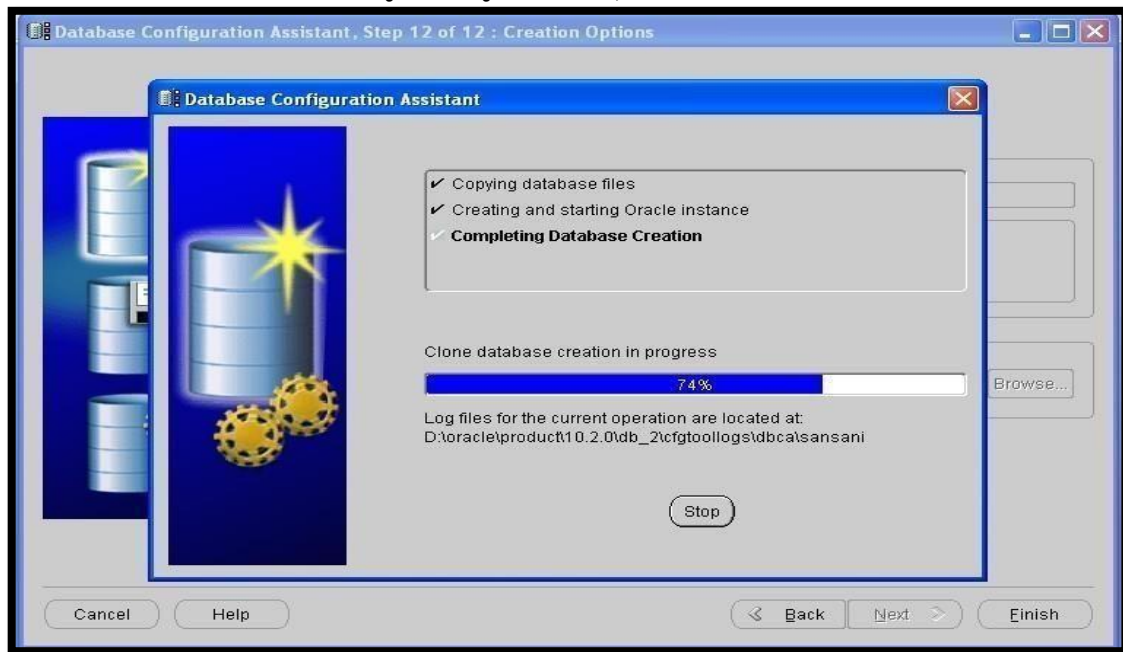 Database Configuration Assistant, Step 12 of 12 : Creation Options
Database Configuration Assistant
Copying database files
Creating and starting Oracle instance
Completing Database Creation
Clone database creation in progress
74%
Browse...
Log files for the current operation are located at:
D:\oracle\product\10.2.0\db_2\cfgtoollogs\dbca\sansani
Stop
Cancel
Help
Back
Next
Finish